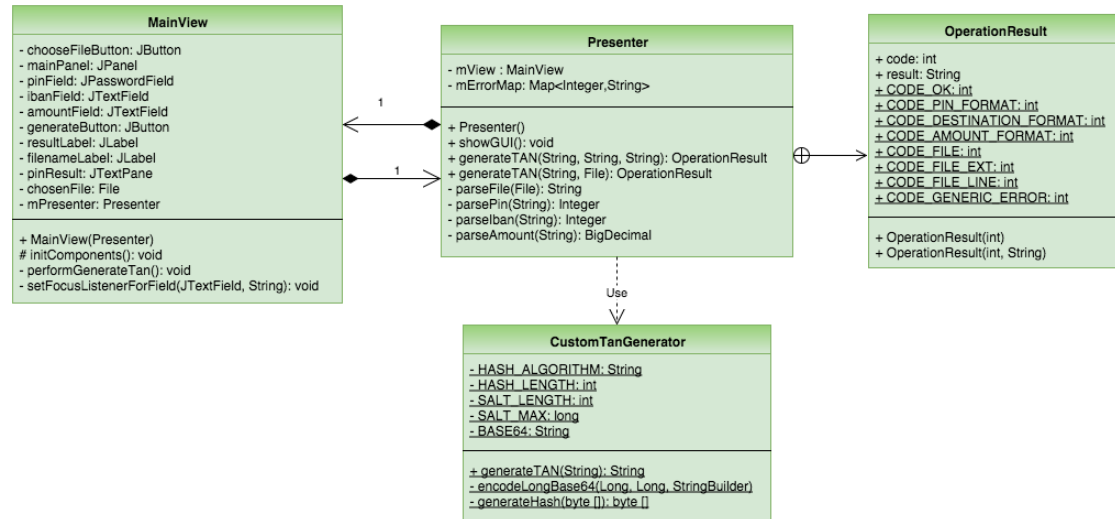 MainView
- chooseFileButton: JButton
- mainPanel: JPanel
- pinField: JPasswordField
- ibanField: JTextField
- amountField: JTextField
- generateButton: JButton
- resultLabel: JLabel
- filenameLabel: JLabel
- pinResult: JTextPane
- chosenFile: File
- mPresenter: Presenter
+ MainView(Presenter)
# initComponents(): void
- performGenerateTan(): void
- setFocusListenerForField(JTextField, String): void
1
1
Presenter
- mView : MainView
- mErrorMap: Map<Integer,String>
+ Presenter()
+ showGUI(): void
+ generateTAN(String, String, String): OperationResult
+ generateTAN(String, File): OperationResult
- parseFile(File): String
- parsePin(String): Integer
- parseIban(String): Integer
- parseAmount(String): BigDecimal
OperationResult
+ code: int
+ result: String
+ CODE_OK: int
+ CODE_PIN_FORMAT: int
+ CODE_DESTINATION_FORMAT: int
+ CODE_AMOUNT_FORMAT: int
+ CODE_FILE: int
+ CODE_FILE_EXT: int
+ CODE_FILE_LINE: int
+ CODE_GENERIC_ERROR: int
+ OperationResult(int)
+ OperationResult(int, String)
Use
CustomTanGenerator
- HASH_ALGORITHM: String
- HASH_LENGTH: int
- SALT_LENGTH: int
- SALT_MAX: long
- BASE64: String
+ generateTAN(String): String
- encodeLongBase64(Long, Long, StringBuilder)
- generateHash(byte []): byte []